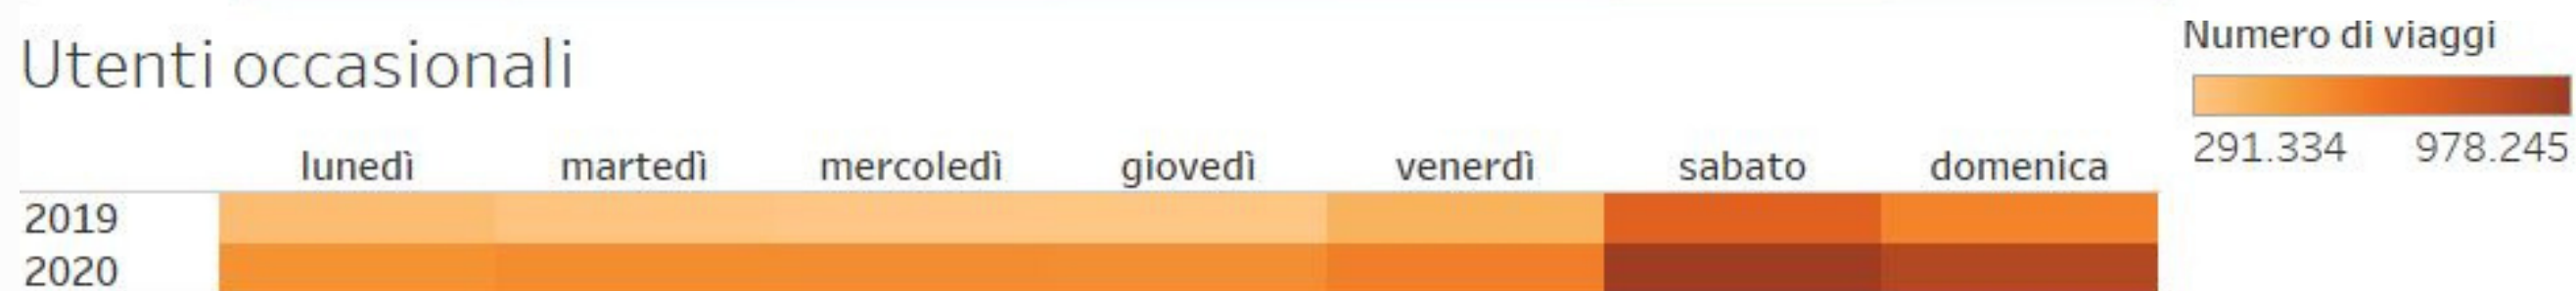 Utenti occasionali
Numero di viaggi
291.334 978.245
lunedì martedì mercoledì giovedì venerdì sabato domenica
2019
2020